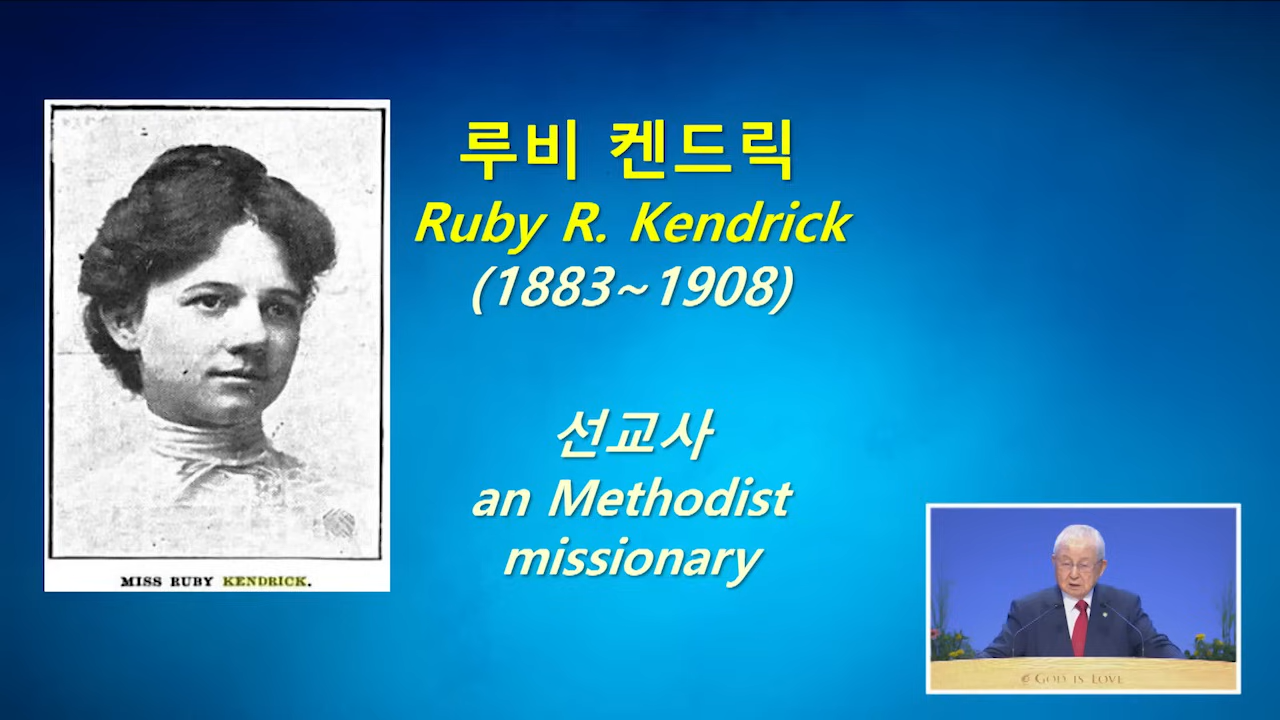 루비 켄드릭
Ruby R. Kendrick
(1883~1908)
선교사
an Methodist
missionary
MISS RUBY KENDRICK.
GOD IS LOVE